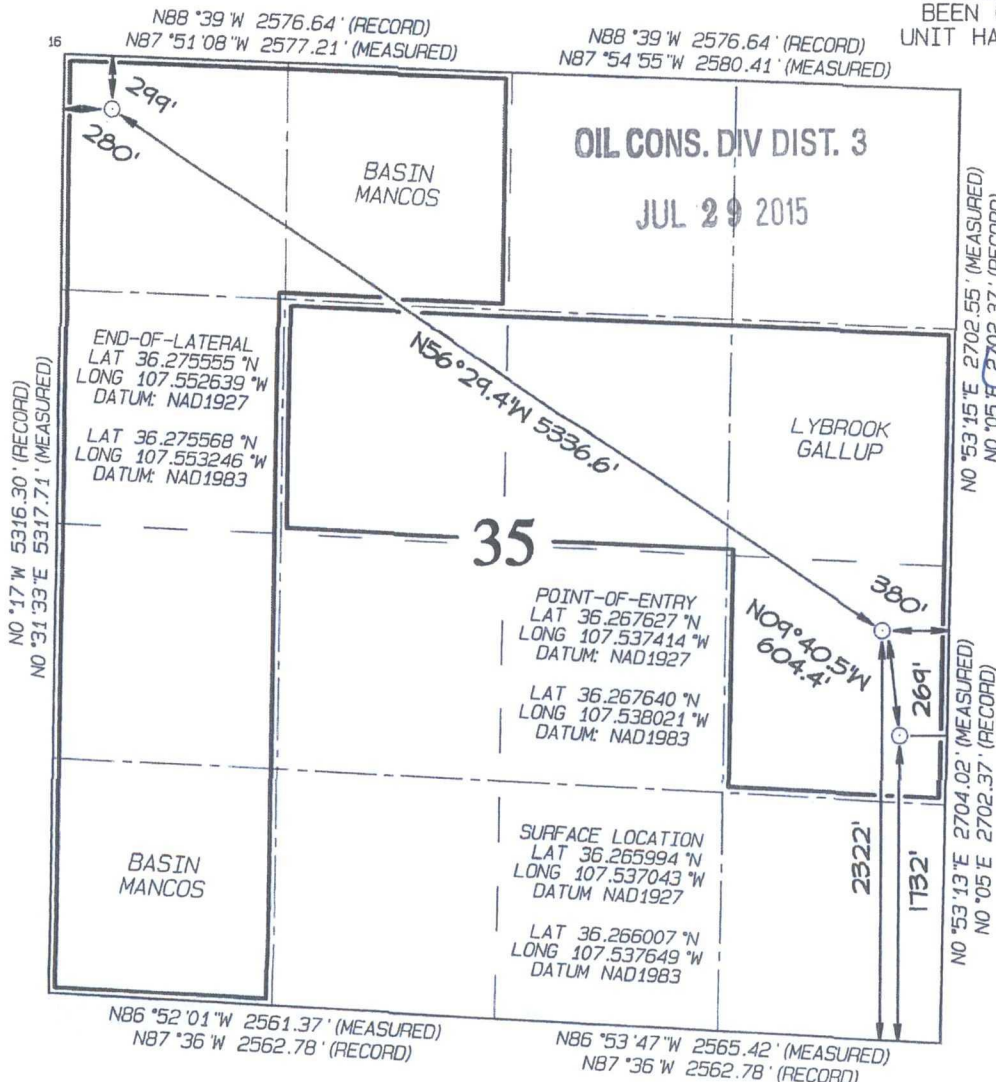 BEEN
UNIT HA
N88°39'W 2576.64' (RECORD)
N87°51'08"W 2577.21' (MEASURED)
N88°39'W 2576.64' (RECORD)
N87°54'55"W 2580.41' (MEASURED)
16
299'
280'
BASIN
MANCOS
OIL CONS. DIV DIST. 3
JUL 29 2015
N0°53'15"E 2702.55' (MEASURED)
N0°05'E 2702.37' (RECORD)
END-OF-LATERAL
LAT 36.275555°N
LONG 107.552639°W
DATUM: NAD1927
LAT 36.275568°N
LONG 107.553246°W
DATUM: NAD1983
N56°29.4'W 5336.6'
LYBROOK
GALLUP
N0°17'W 5316.30' (RECORD)
N0°31'33"E 5317.71' (MEASURED)
35
POINT-OF-ENTRY
LAT 36.267627°N
LONG 107.537414°W
DATUM: NAD1927
LAT 36.267640°N
LONG 107.538021°W
DATUM: NAD1983
N09°40.5'W
604.4'
380'
269'
N0°53'13"E 2704.02' (MEASURED)
N0°05'E 2702.37' (RECORD)
BASIN
MANCOS
SURFACE LOCATION
LAT 36.265994°N
LONG 107.537043°W
DATUM NAD1927
LAT 36.266007°N
LONG 107.537649°W
DATUM NAD1983
2322'
1732'
N86°52'01"W 2561.37' (MEASURED)
N87°36'W 2562.78' (RECORD)
N86°53'47"W 2565.42' (MEASURED)
N87°36'W 2562.78' (RECORD)